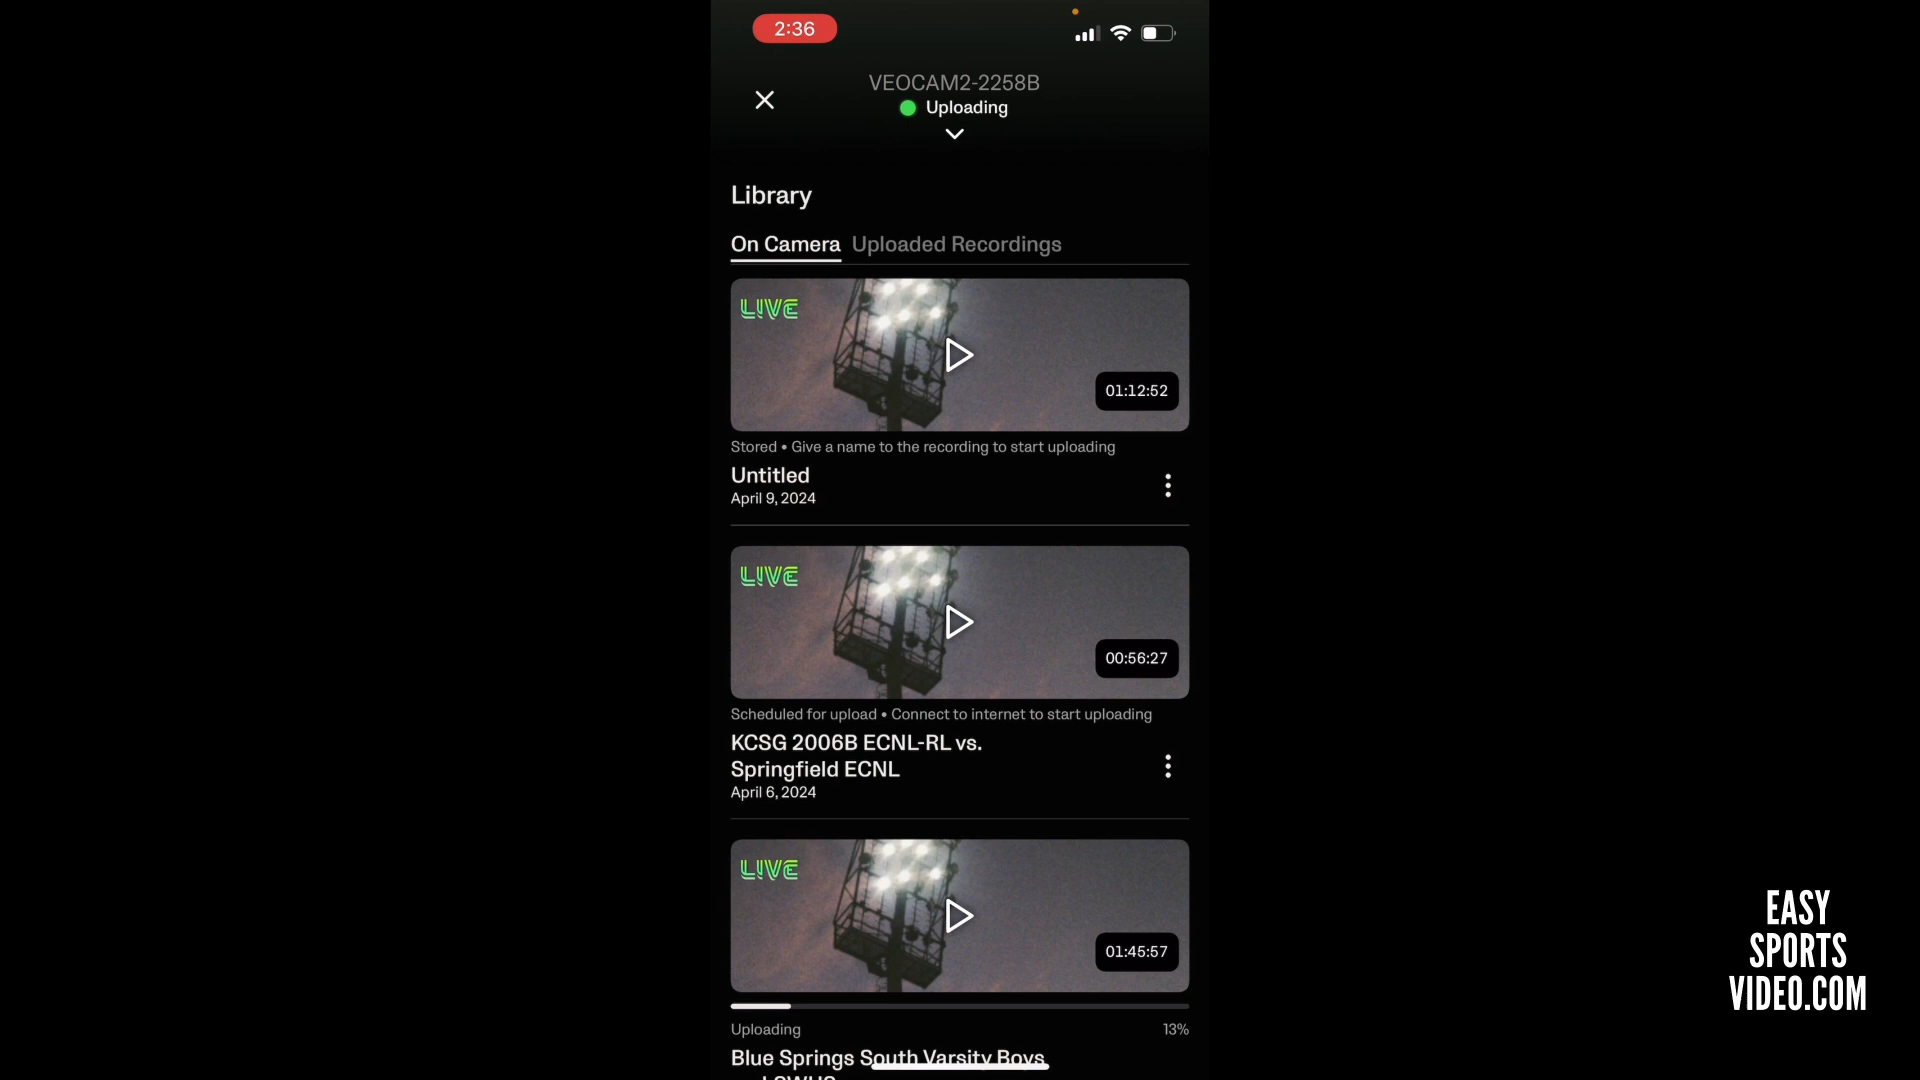 2:36
VEOCAM2-2258B
Uploading
Library
On Camera Uploaded Recordings
LIVE
01:12:52
Stored • Give a name to the recording to start uploading
Untitled
April 9, 2024
LIVE
00:56:27
Scheduled for upload • Connect to internet to start uploading
KCSG 2006B ECNL-RL vs.
Springfield ECNL
April 6, 2024
LIVE
01:45:57
Uploading 13%
Blue Springs South Varsity Boys
EASY
SPORTS
VIDEO.COM